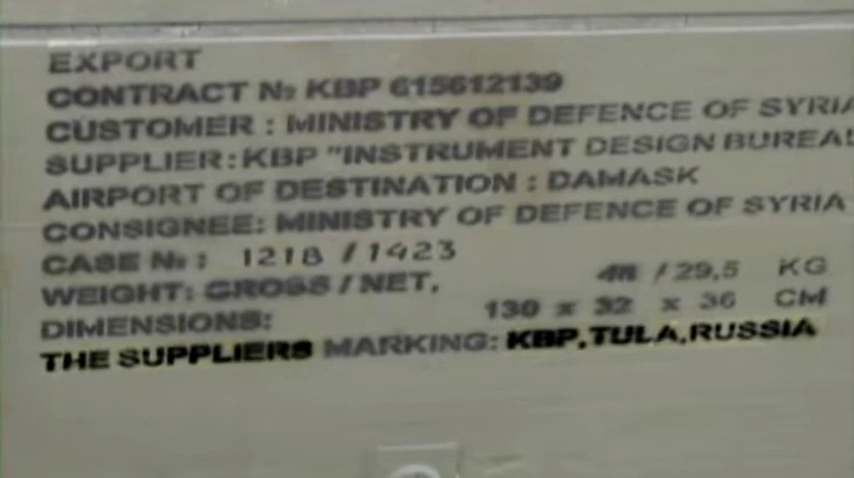 EXPORT
CONTRACT № KBP 615612139
CUSTOMER : MINISTRY OF DEFENCE OF SYRIA
SUPPLIER: KBP "INSTRUMENT DESIGN BUREAU
AIRPORT OF DESTINATION : DAMASK
CONSIGNEE: MINISTRY OF DEFENCE OF SYRIA
CASE № : 1218 / 1423
WEIGHT: GROSS / NET, / 29,5 KG
DIMENSIONS: 130 x 32 x 36 CM
THE SUPPLIERS MARKING: KBP, TULA, RUSSIA